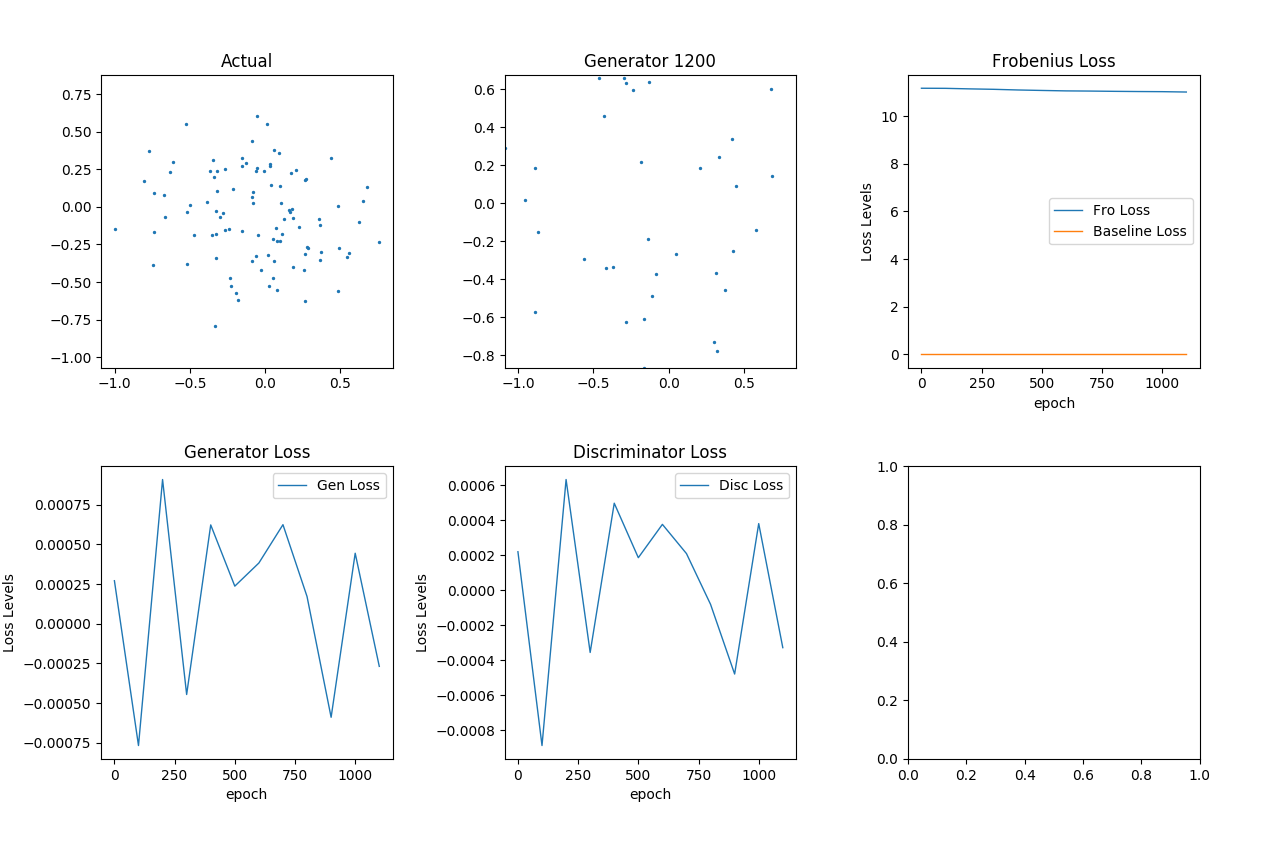 Actual
0.75
0.50
0.25
0.00
−0.25
−0.50
−0.75
−1.00
−1.0 −0.5 0.0 0.5
Generator 1200
0.6
0.4
0.2
0.0
−0.2
−0.4
−0.6
−0.8
−1.0 −0.5 0.0 0.5
Frobenius Loss
Loss Levels
10
8
6
4
2
0
Fro Loss
Baseline Loss
0 250 500 750 1000
epoch
Generator Loss
Loss Levels
Gen Loss
0.00075
0.00050
0.00025
0.00000
−0.00025
−0.00050
−0.00075
0 250 500 750 1000
epoch
Discriminator Loss
Loss Levels
Disc Loss
0.0006
0.0004
0.0002
0.0000
−0.0002
−0.0004
−0.0006
−0.0008
0 250 500 750 1000
epoch
1.0
0.8
0.6
0.4
0.2
0.0
0.0 0.2 0.4 0.6 0.8 1.0